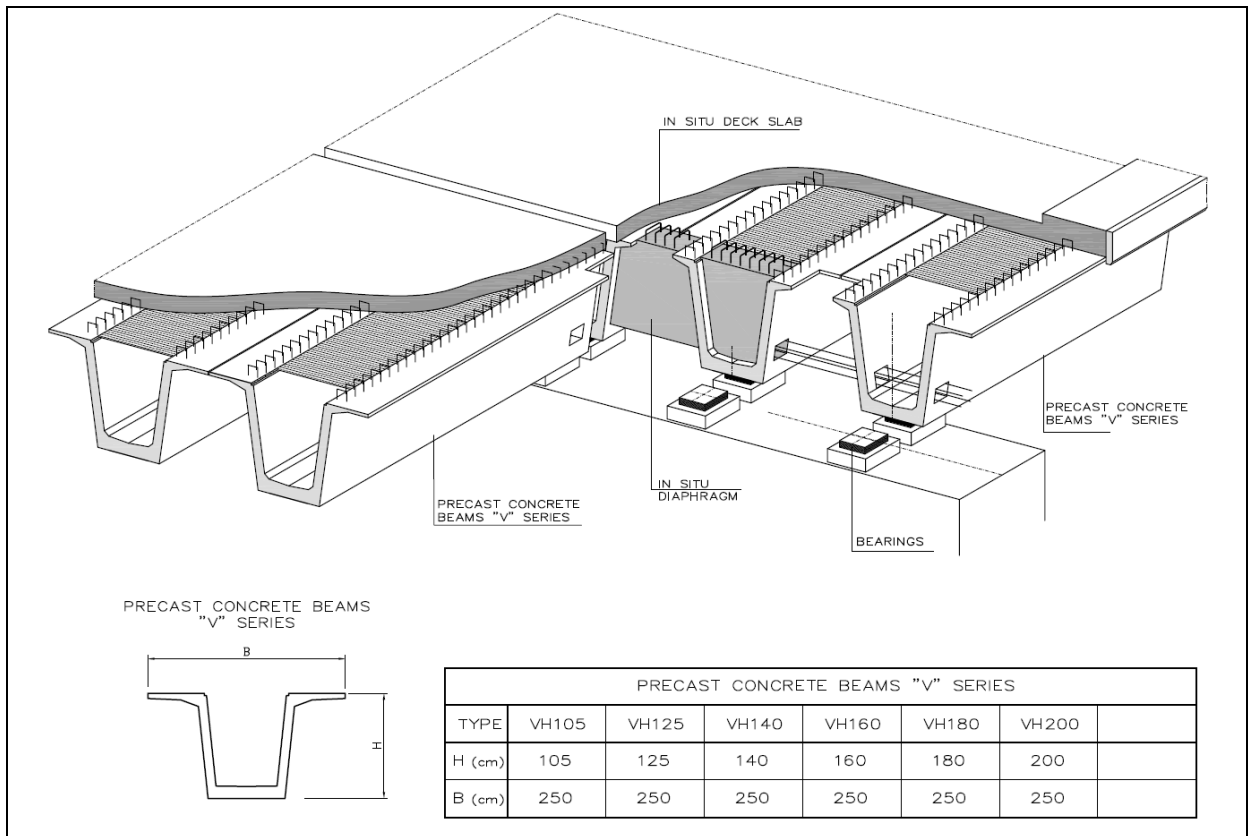 IN SITU DECK SLAB
PRECAST CONCRETE
BEAMS "V" SERIES
IN SITU
DIAPHRAGM
PRECAST CONCRETE
BEAMS "V" SERIES
BEARINGS
PRECAST CONCRETE BEAMS
"V" SERIES
B
H
PRECAST CONCRETE BEAMS "V" SERIES
TYPE VH105 VH125 VH140 VH160 VH180 VH200
H (cm) 105 125 140 160 180 200
B (cm) 250 250 250 250 250 250